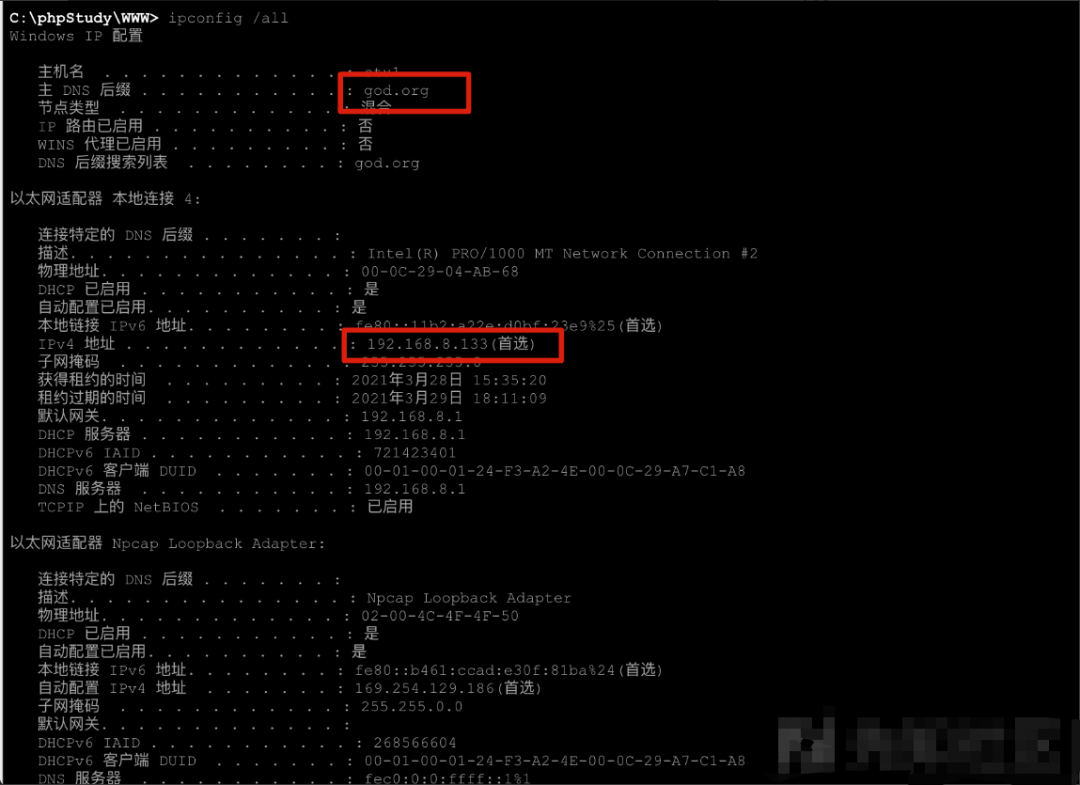 C:\phpStudy\WWW> ipconfig /all
Windows IP 配置
主机名 . . . . . . . . . . . . . :
主 DNS 后缀 . . . . . . . . . . . : god.org
节点类型 . . . . . . . . . . . . : 混合
IP 路由已启用 . . . . . . . . . . : 否
WINS 代理已启用 . . . . . . . . . : 否
DNS 后缀搜索列表 . . . . . . . . : god.org
以太网适配器 本地连接 4:
连接特定的 DNS 后缀 . . . . . . . :
描述. . . . . . . . . . . . . . . : Intel(R) PRO/1000 MT Network Connection #2
物理地址. . . . . . . . . . . . . : 00-0C-29-04-AB-68
DHCP 已启用 . . . . . . . . . . . : 是
自动配置已启用. . . . . . . . . . : 是
本地链接 IPv6 地址. . . . . . . . : fe80::11b2:a22e:d0bf:23e9%25(首选)
IPv4 地址 . . . . . . . . . . . . : 192.168.8.133(首选)
子网掩码 . . . . . . . . . . . . : 255.255.255.0
获得租约的时间 . . . . . . . . . : 2021年3月28日 15:35:20
租约过期的时间 . . . . . . . . . : 2021年3月29日 18:11:09
默认网关. . . . . . . . . . . . . : 192.168.8.1
DHCP 服务器 . . . . . . . . . . . : 192.168.8.1
DHCPv6 IAID . . . . . . . . . . . : 721423401
DHCPv6 客户端 DUID . . . . . . . : 00-01-00-01-24-F3-A2-4E-00-0C-29-A7-C1-A8
DNS 服务器 . . . . . . . . . . . : 192.168.8.1
TCPIP 上的 NetBIOS . . . . . . . : 已启用
以太网适配器 Npcap Loopback Adapter:
连接特定的 DNS 后缀 . . . . . . . :
描述. . . . . . . . . . . . . . . : Npcap Loopback Adapter
物理地址. . . . . . . . . . . . . : 02-00-4C-4F-4F-50
DHCP 已启用 . . . . . . . . . . . : 是
自动配置已启用. . . . . . . . . . : 是
本地链接 IPv6 地址. . . . . . . . : fe80::b461:ccad:e30f:81ba%24(首选)
自动配置 IPv4 地址 . . . . . . . : 169.254.129.186(首选)
子网掩码 . . . . . . . . . . . . : 255.255.0.0
默认网关. . . . . . . . . . . . . :
DHCPv6 IAID . . . . . . . . . . . : 268566604
DHCPv6 客户端 DUID . . . . . . . : 00-01-00-01-24-F3-A2-4E-00-0C-29-A7-C1-A8
DNS 服务器 . . . . . . . . . . . : fec0:0:0:ffff::1%1